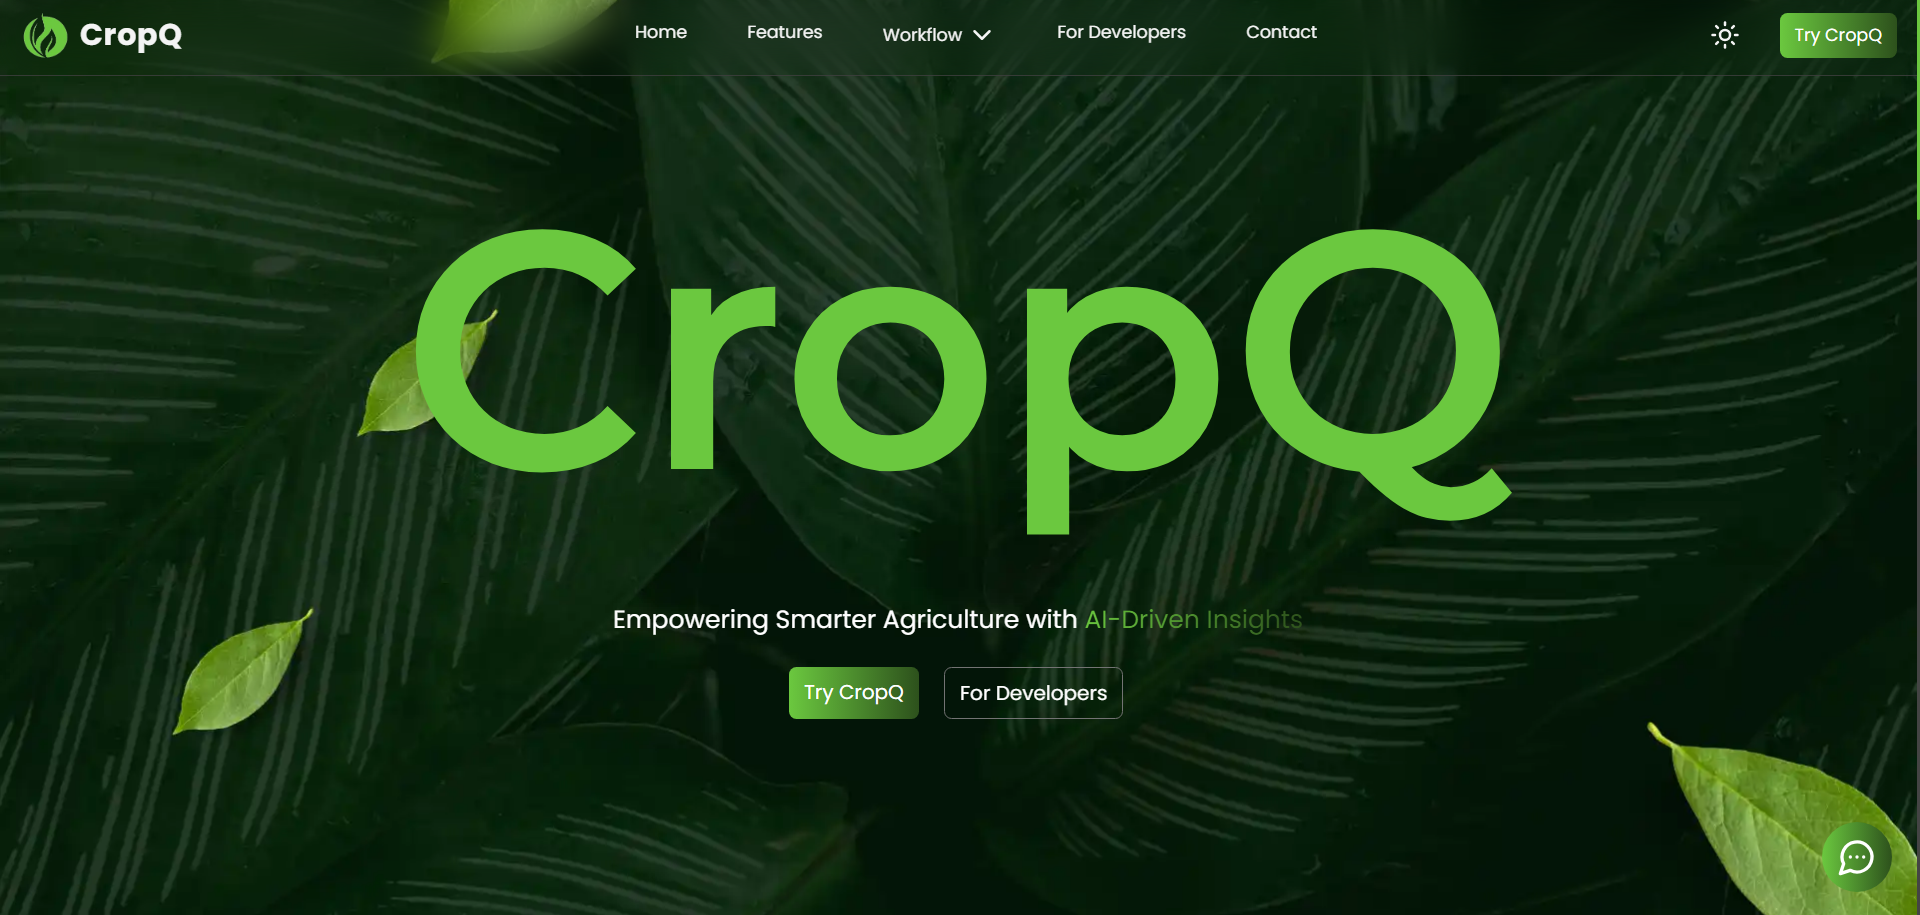 CropQ
Home
Features
Workflow
For Developers
Contact
Try CropQ
CropQ
Empowering Smarter Agriculture with AI-Driven Insights
Try CropQ
For Developers